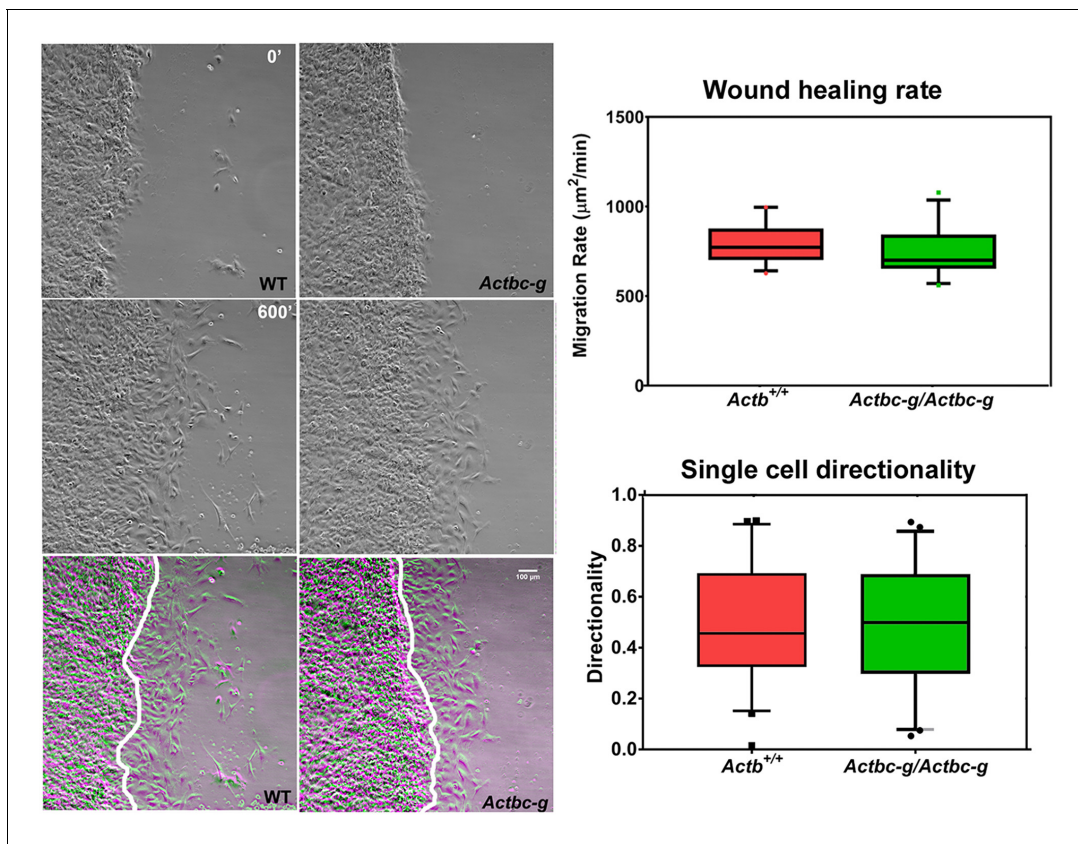 0'
WT
Actbc-g
600'
100 µm
WT
Actbc-g
Wound healing rate
1500
1000
500
0
Migration Rate (µm²/min)
Actb+/+
Actbc-g/Actbc-g
Single cell directionality
1.0
0.8
0.6
0.4
0.2
0.0
Directionality
Actb+/+
Actbc-g/Actbc-g